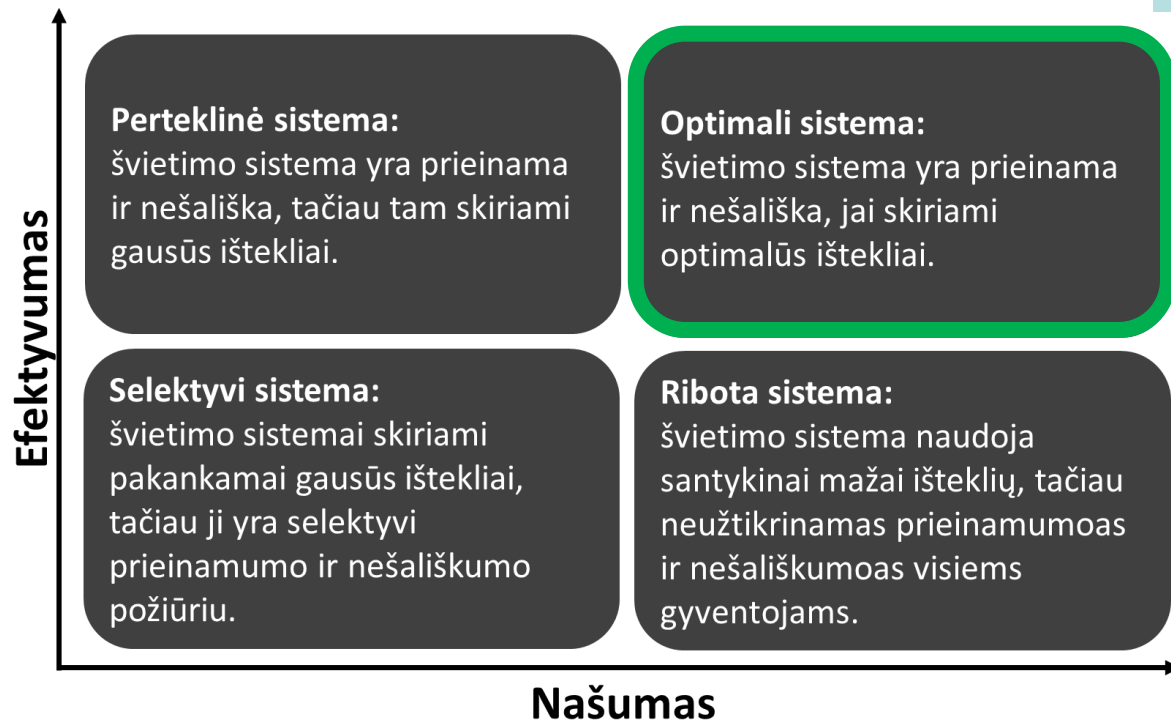 Efektyvumas
Perteklinė sistema:
švietimo sistema yra prieinama
ir nešališka, tačiau tam skiriami
gausūs ištekliai.
Optimali sistema:
švietimo sistema yra prieinama
ir nešališka, jai skiriami
optimalūs ištekliai.
Selektyvi sistema:
švietimo sistemai skiriami
pakankamai gausūs ištekliai,
tačiau ji yra selektyvi
prieinamumo ir nešališkumo
požiūriu.
Ribota sistema:
švietimo sistema naudoja
santykinai mažai išteklių, tačiau
neužtikrinamas prieinamumoas
ir nešališkumoas visiems
gyventojams.
Našumas